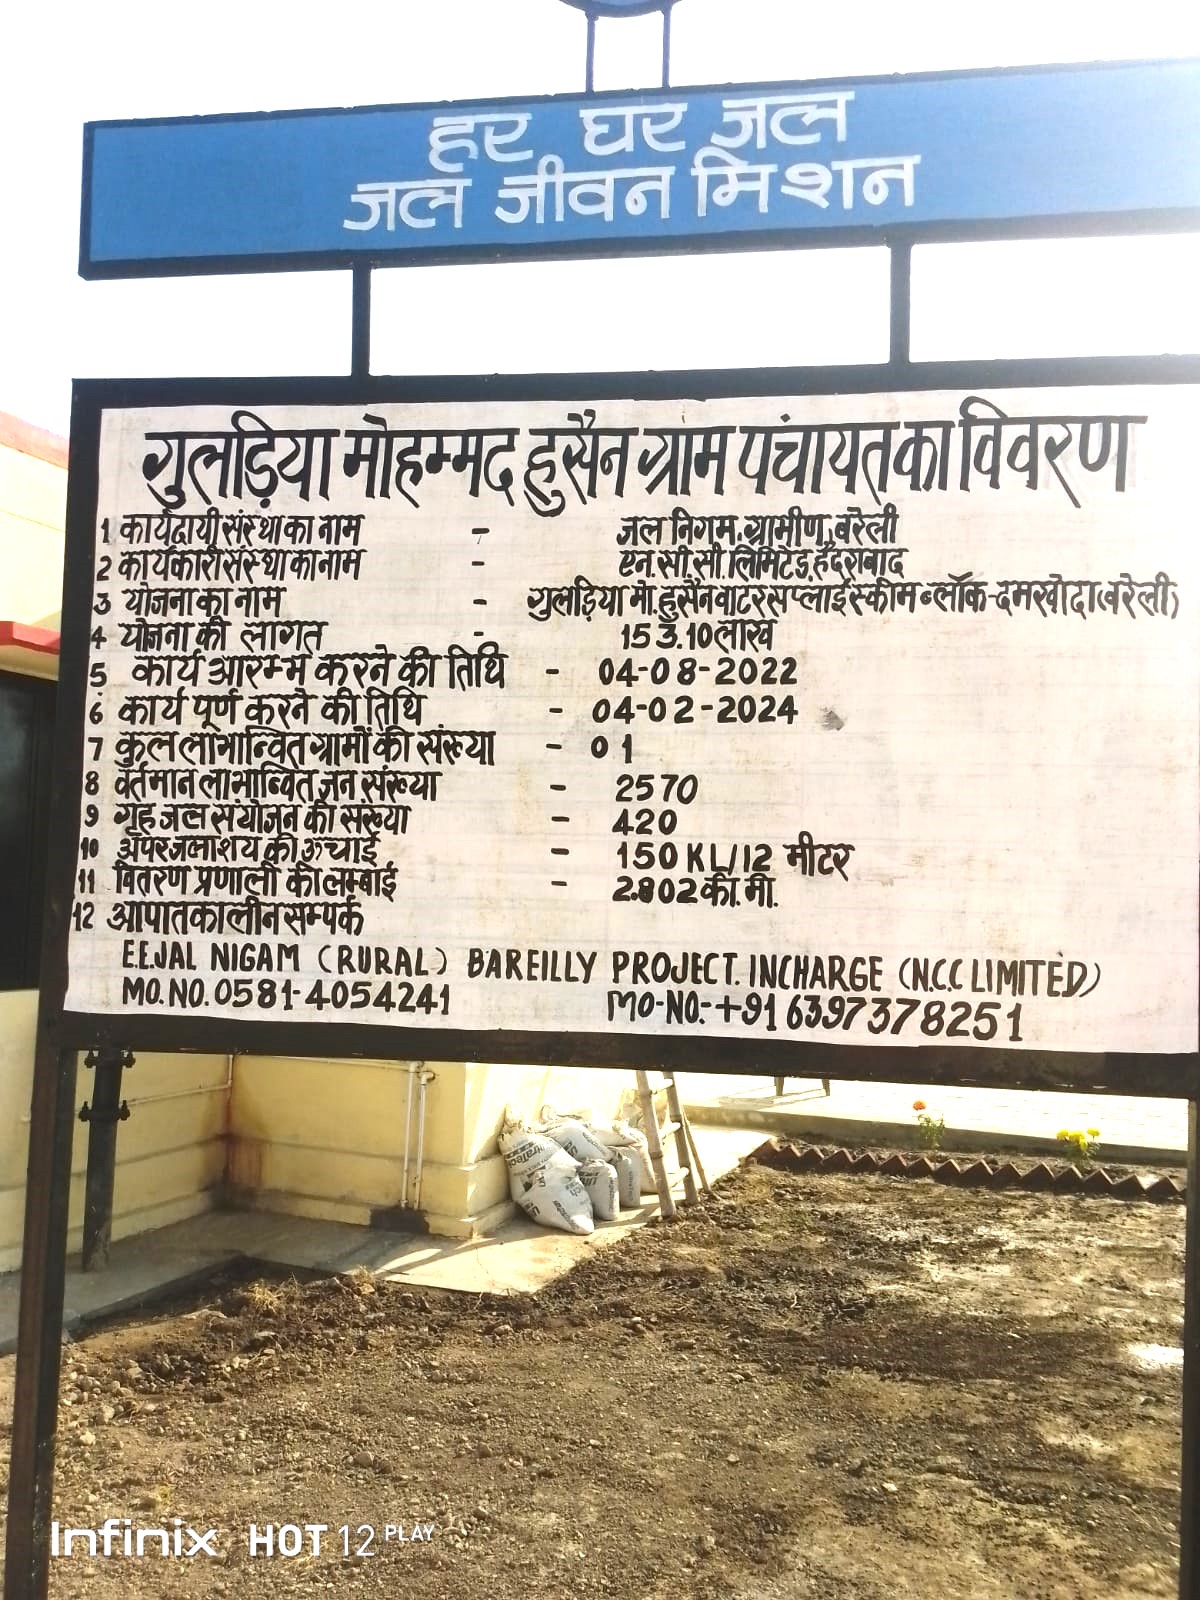 हर घर जल
जल जीवन मिशन
गुलड़िया मोहम्मद हुसैन ग्राम पंचायत का विवरण
1 कार्यदायी संस्था का नाम - जल निगम, ग्रामीण, बरेली
2 कार्यकारी संस्था का नाम - एन.सी.सी. लिमिटेड, हैदराबाद
3 योजना का नाम - गुलड़िया मो. हुसैन वाटर सप्लाई स्कीम ब्लॉक-दमखोदा (बरेली)
4 योजना की लागत - 153.10 लाख
5 कार्य आरम्भ करने की तिथि - 04-08-2022
6 कार्य पूर्ण करने की तिथि - 04-02-2024
7 कुल लाभान्वित ग्रामों की संख्या - 01
8 वर्तमान लाभान्वित जन संख्या - 2570
9 गृह जल संयोजन की संख्या - 420
10 अपर जलाशय की ऊँचाई - 150 KL/12 मीटर
11 वितरण प्रणाली की लम्बाई - 2.802 की.मी.
12 आपातकालीन सम्पर्क
E.E.JAL NIGAM (RURAL) BAREILLY PROJECT. INCHARGE (N.C.C LIMITED)
MO.NO.0581-4054241 MO-NO.-+91 6397378251
Infinix HOT 12 PLAY